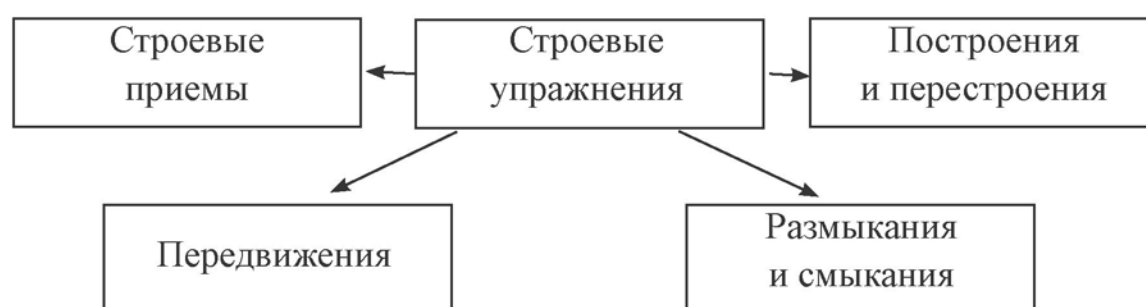 Строевые
приемы
Строевые
упражнения
Построения
и перестроения
Передвижения
Размыкания
и смыкания